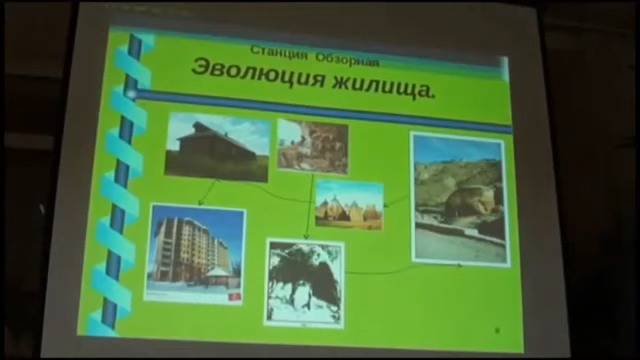 Станция Обзорная
Эволюция жилища.